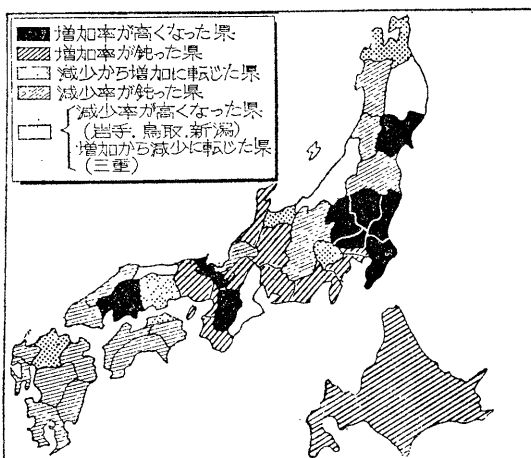 増加率が高くなった県
増加率が鈍った県
減少から増加に転じた県
減少率が鈍った県
減少率が高くなった県
(岩手.鳥取.新潟)
増加から減少に転じた県
(三重)